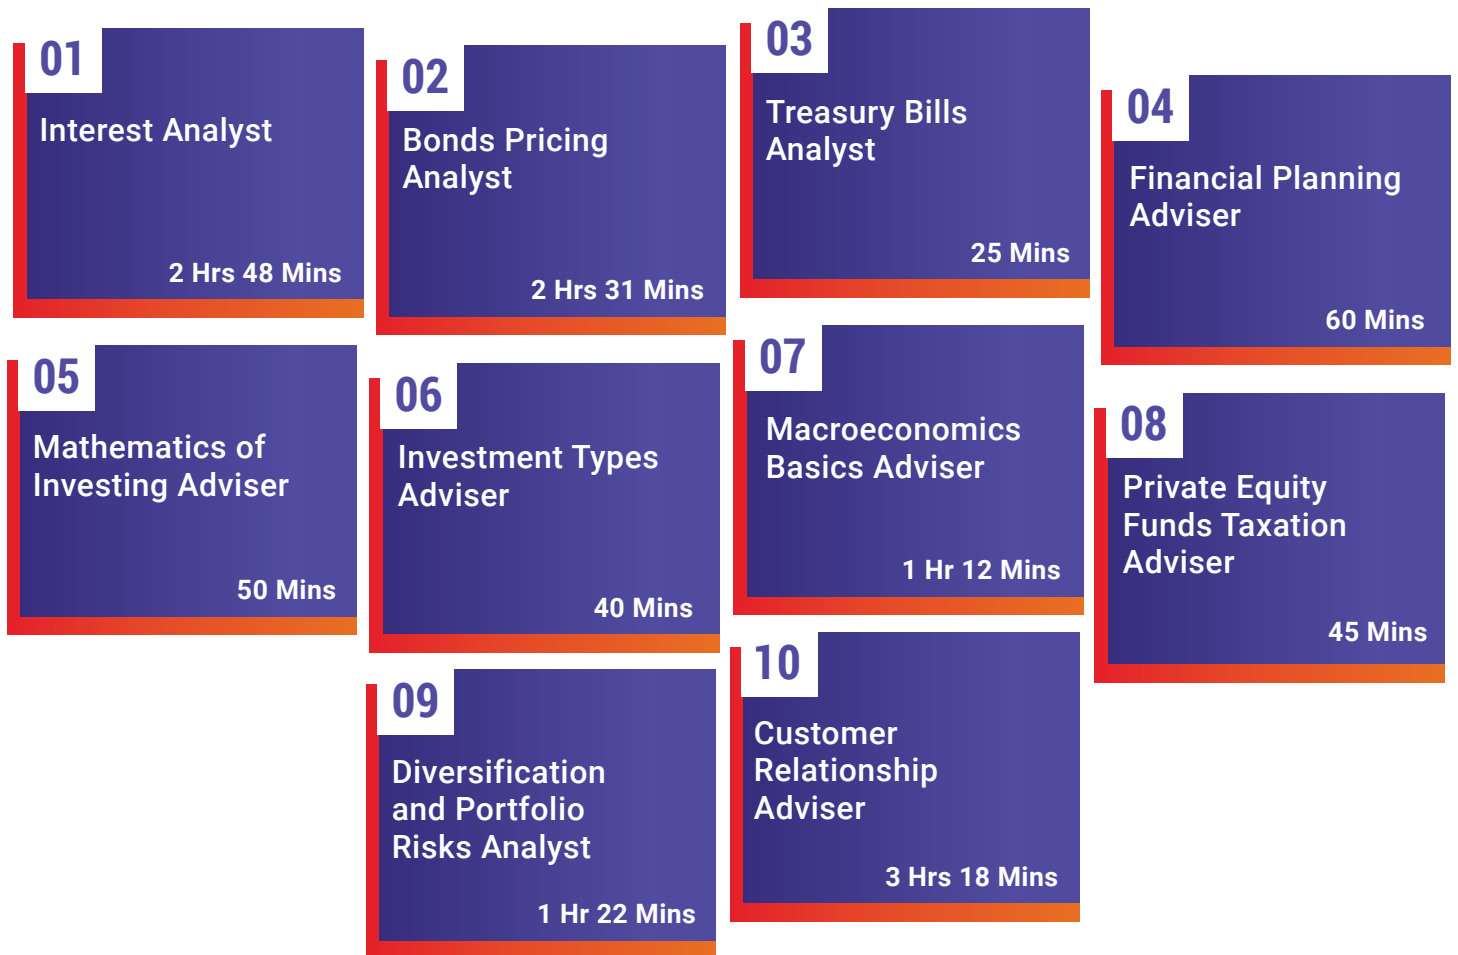 01
Interest Analyst
2 Hrs 48 Mins
02
Bonds Pricing
Analyst
2 Hrs 31 Mins
03
Treasury Bills
Analyst
25 Mins
04
Financial Planning
Adviser
60 Mins
05
Mathematics of
Investing Adviser
50 Mins
06
Investment Types
Adviser
40 Mins
07
Macroeconomics
Basics Adviser
1 Hr 12 Mins
08
Private Equity
Funds Taxation
Adviser
45 Mins
09
Diversification
and Portfolio
Risks Analyst
1 Hr 22 Mins
10
Customer
Relationship
Adviser
3 Hrs 18 Mins